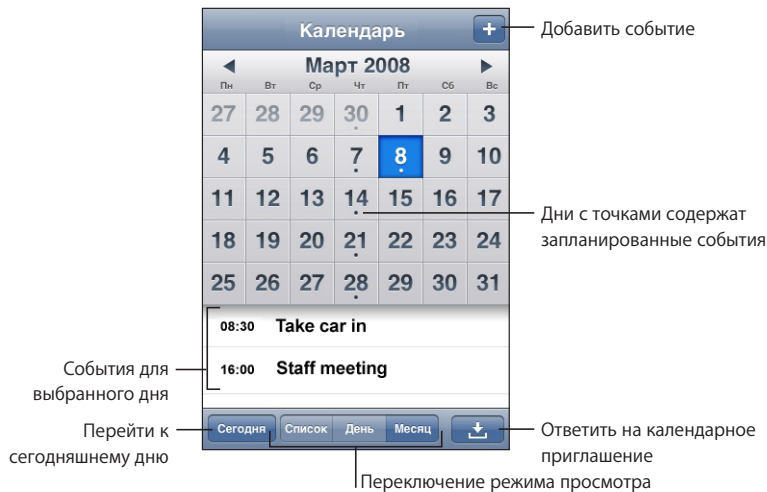 Календарь
+
Добавить событие
Март 2008
Пн Вт Ср Чт Пт Сб Вс
27 28 29 30 1 2 3
4 5 6 7 8 9 10
11 12 13 14 15 16 17
Дни с точками содержат
запланированные события
18 19 20 21 22 23 24
25 26 27 28 29 30 31
08:30 Take car in
16:00 Staff meeting
События для
выбранного дня
Сегодня Список День Месяц
Перейти к
сегодняшнему дню
Ответить на календарное
приглашение
Переключение режима просмотра